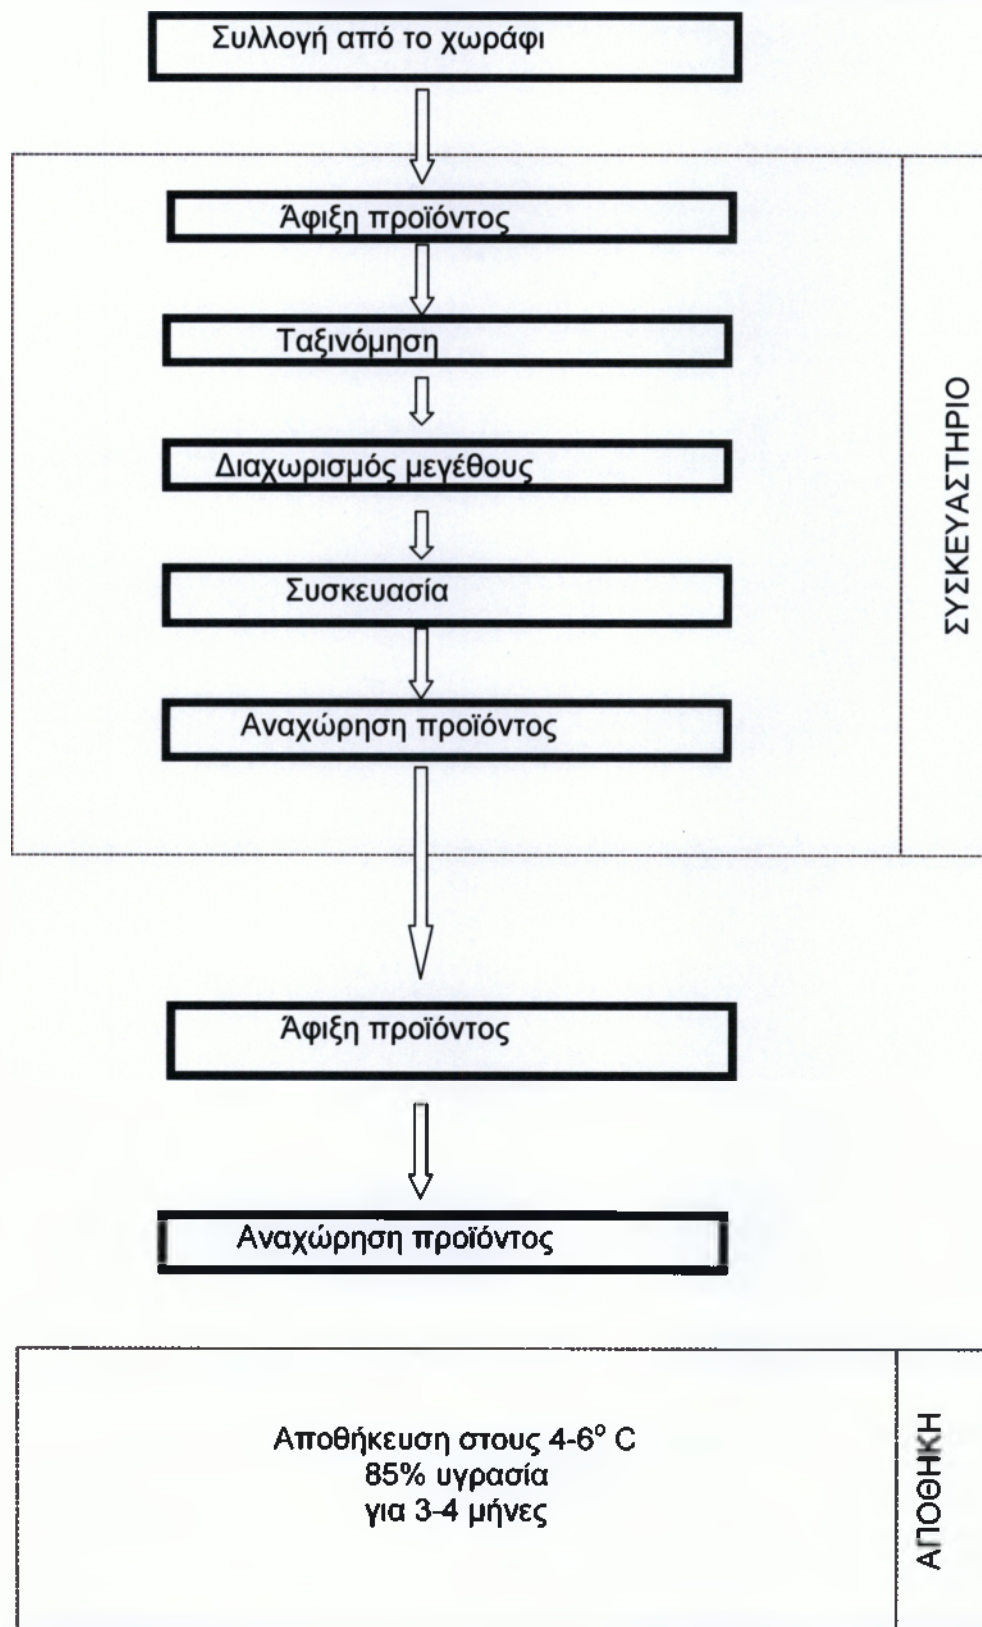 Συλλογή από το χωράφι
Άφιξη προϊόντος
Ταξινόμηση
Διαχωρισμός μεγέθους
Συσκευασία
Αναχώρηση προϊόντος
ΣΥΣΚΕΥΑΣΤΗΡΙΟ
Άφιξη προϊόντος
Αναχώρηση προϊόντος
Αποθήκευση στους 4-6° C
85% υγρασία
για 3-4 μήνες
ΑΠΟΘΗΚΗ